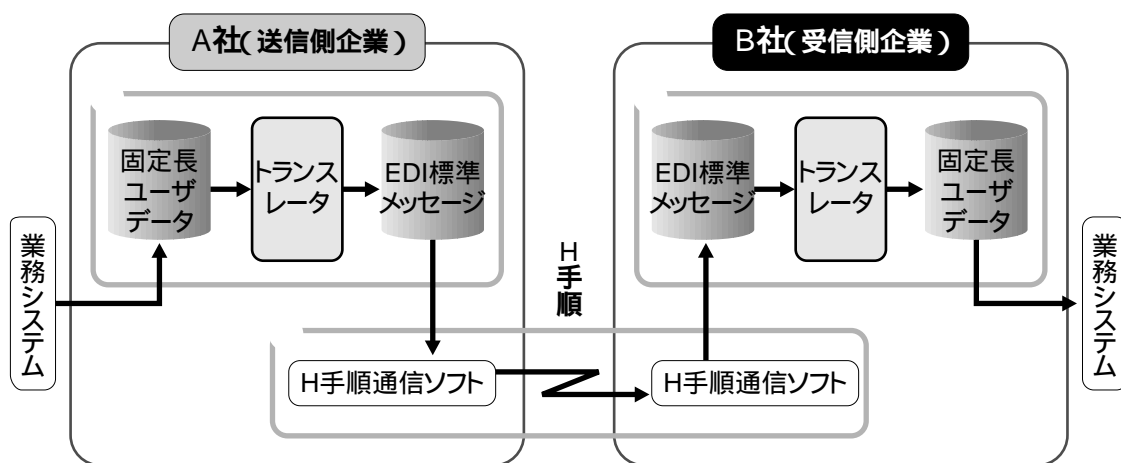 A社(送信側企業)
B社(受信側企業)
固定長
ユーザ
データ
トランス
レータ
EDI標準
メッセージ
EDI標準
メッセージ
トランス
レータ
固定長
ユーザ
データ
業務システム
H手順
業務システム
H手順通信ソフト
H手順通信ソフト